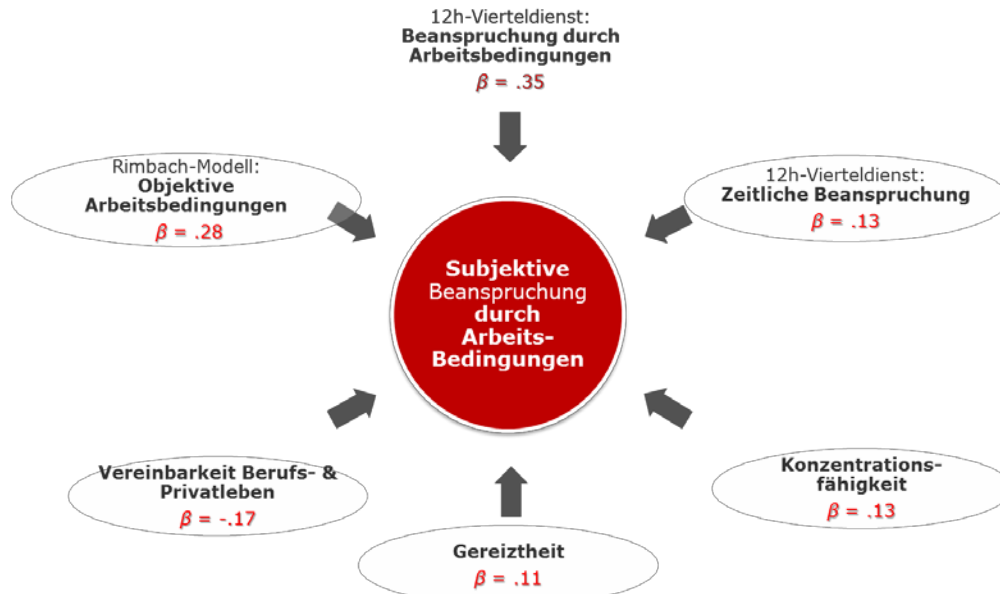 12h-Vierteldienst:
Beanspruchung durch
Arbeitsbedingungen
β = .35
Rimbach-Modell:
Objektive
Arbeitsbedingungen
β = .28
12h-Vierteldienst:
Zeitliche Beanspruchung
β = .13
Subjektive
Beanspruchung
durch
Arbeits-
Bedingungen
Vereinbarkeit Berufs- &
Privatleben
β = -.17
Konzentrations-
fähigkeit
β = .13
Gereiztheit
β = .11